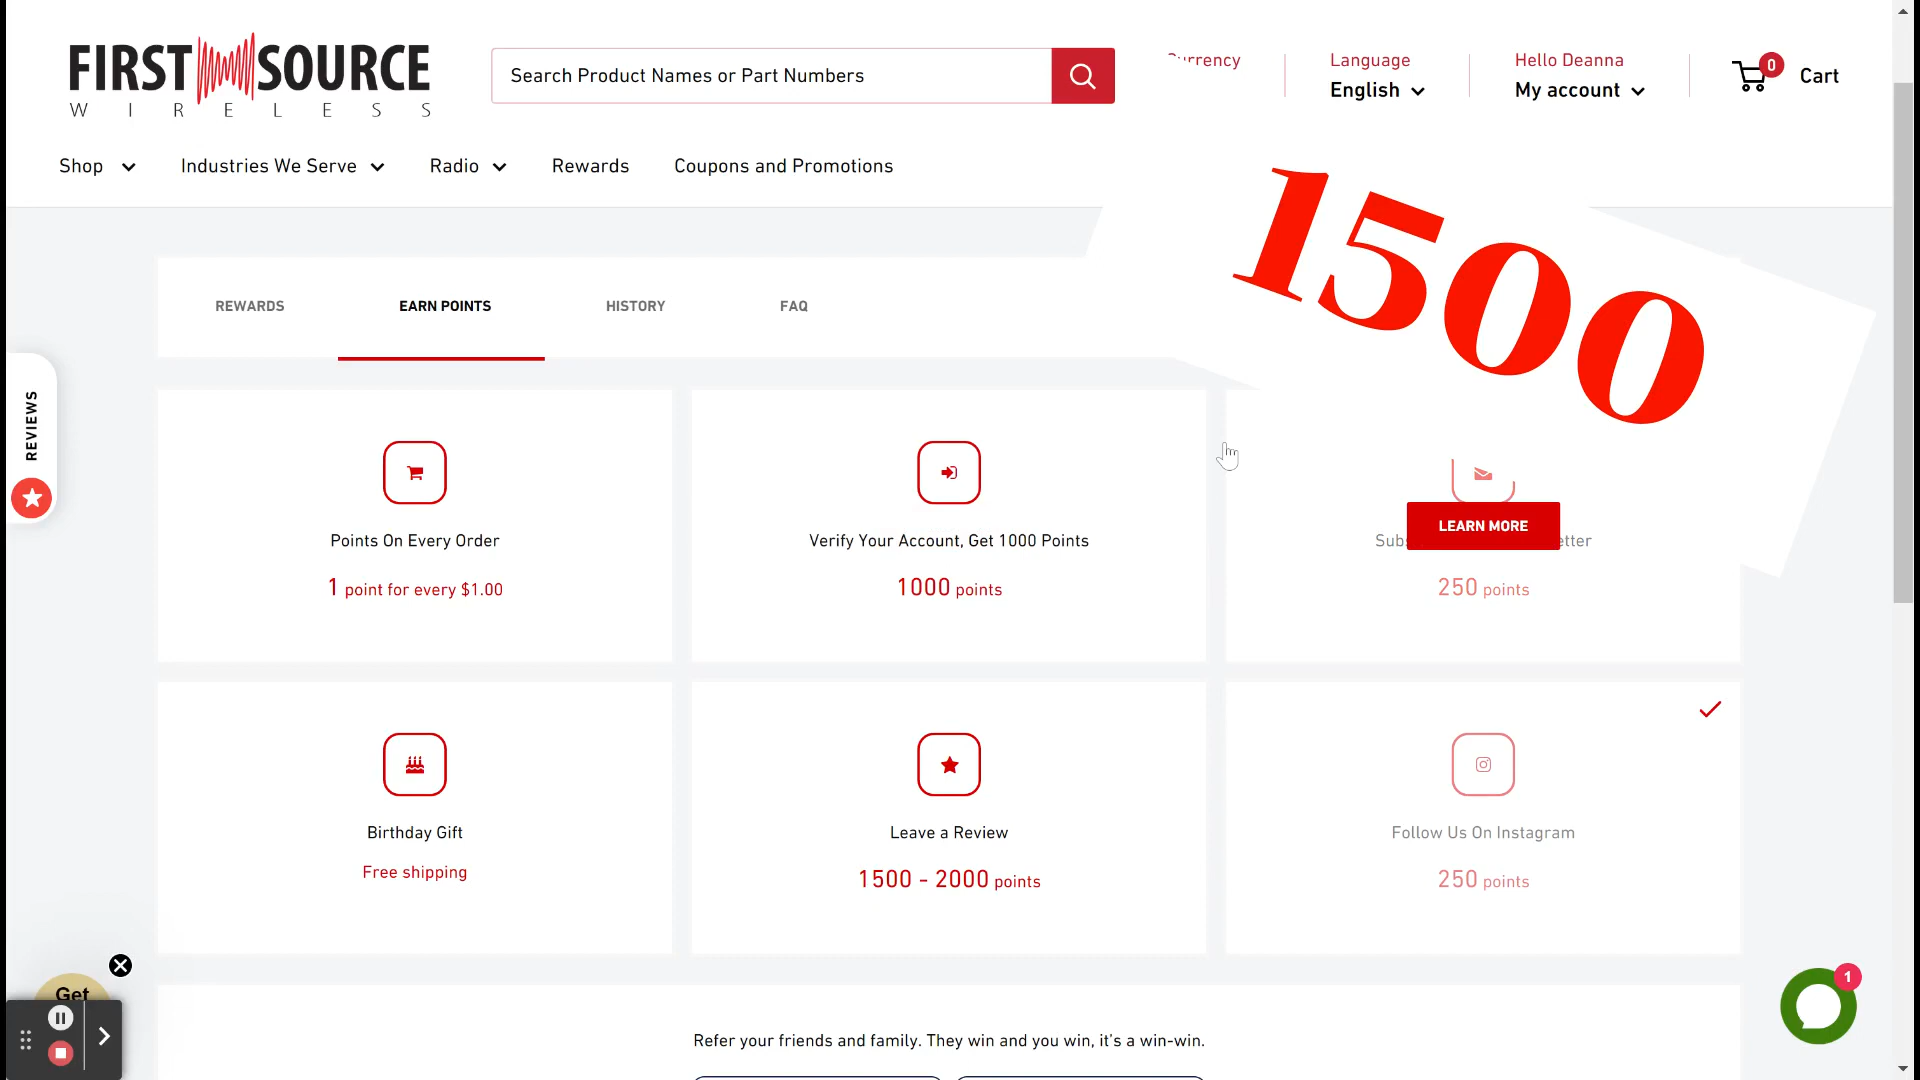 FIRST SOURCE
WIRELESS
Search Product Names or Part Numbers
Currency
Language
English
Hello Deanna
My account
0
Cart
Shop
Industries We Serve
Radio
Rewards
Coupons and Promotions
1500
REWARDS
EARN POINTS
HISTORY
FAQ
REVIEWS
Points On Every Order
1 point for every $1.00
Verify Your Account, Get 1000 Points
1000 points
LEARN MORE
250 points
Birthday Gift
Free shipping
Leave a Review
1500 - 2000 points
Follow Us On Instagram
250 points
Get
1
Refer your friends and family. They win and you win, it's a win-win.